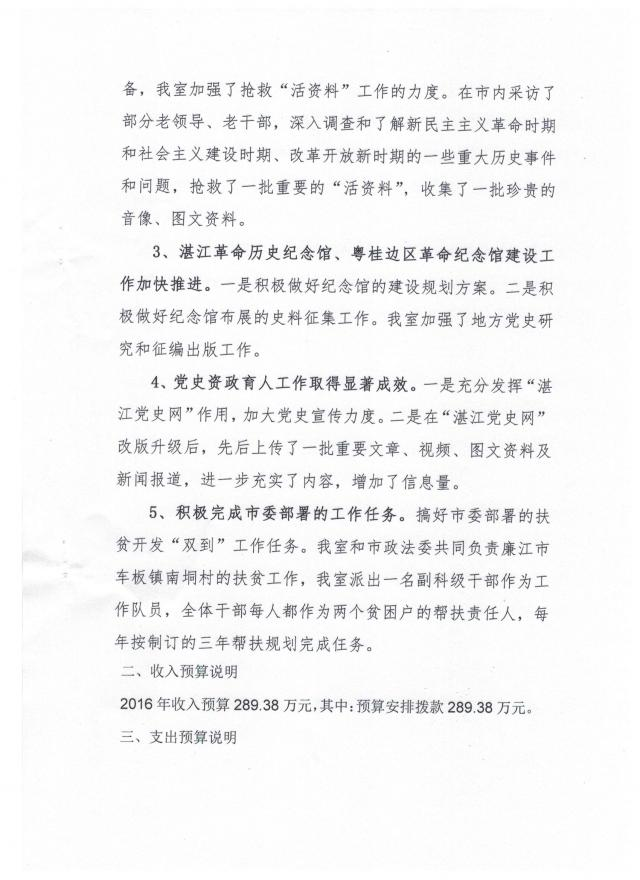 备，我室加强了抢救“活资料”工作的力度。在市内采访了
部分老领导、老干部，深入调查和了解新民主主义革命时期
和社会主义建设时期、改革开放新时期的一些重大历史事件
和问题，抢救了一批重要的“活资料”，收集了一批珍贵的
音像、图文资料。
3、湛江革命历史纪念馆、粤桂边区革命纪念馆建设工
作加快推进。一是积极做好纪念馆的建设规划方案。二是积
极做好纪念馆布展的史料征集工作。我室加强了地方党史研
究和征编出版工作。
4、党史资政育人工作取得显著成效。一是充分发挥“湛
江党史网”作用，加大党史宣传力度。二是在“湛江党史网”
改版升级后，先后上传了一批重要文章、视频、图文资料及
新闻报道，进一步充实了内容，增加了信息量。
5、积极完成市委部署的工作任务。搞好市委部署的扶
贫开发“双到”工作任务。我室和市政法委共同负责廉江市
车板镇南垌村的扶贫工作，我室派出一名副科级干部作为工
作队员，全体干部每人都作为两个贫困户的帮扶责任人，每
年按制订的三年帮扶规划完成任务。
二、收入预算说明
2016年收入预算289.38万元，其中：预算安排拨款289.38万元。
三、支出预算说明